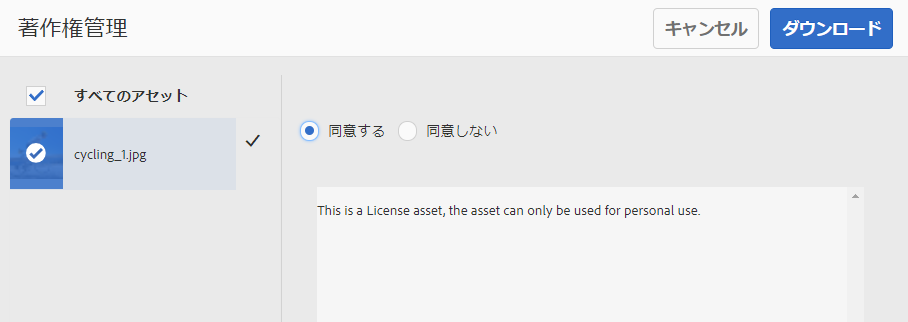 著作権管理
キャンセル
ダウンロード
すべてのアセット
cycling_1.jpg
同意する
同意しない
This is a License asset, the asset can only be used for personal use.